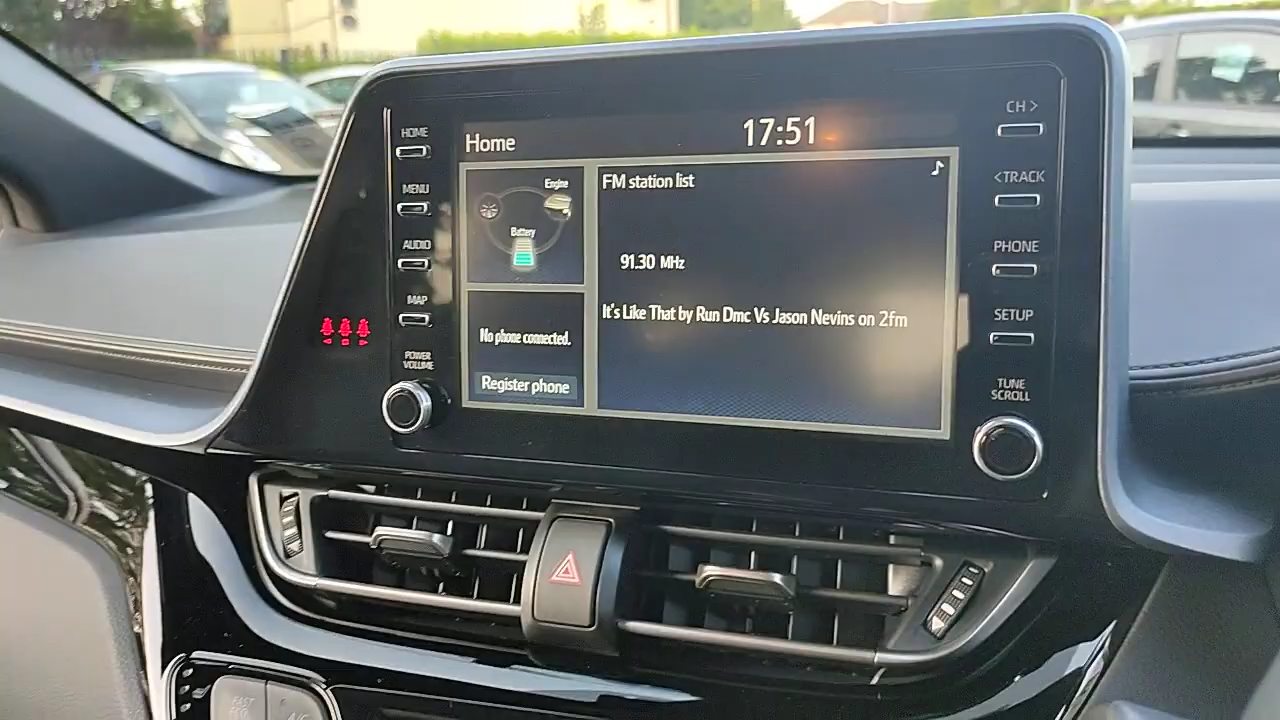 HOME
MENU
AUDIO
MAP
POWER
VOLUME
Home
17:51
Engine
Battery
No phone connected.
Register phone
FM station list
91.30 MHz
It's Like That by Run Dmc Vs Jason Nevins on 2fm
CH >
<TRACK
PHONE
SETUP
TUNE
SCROLL
A/C